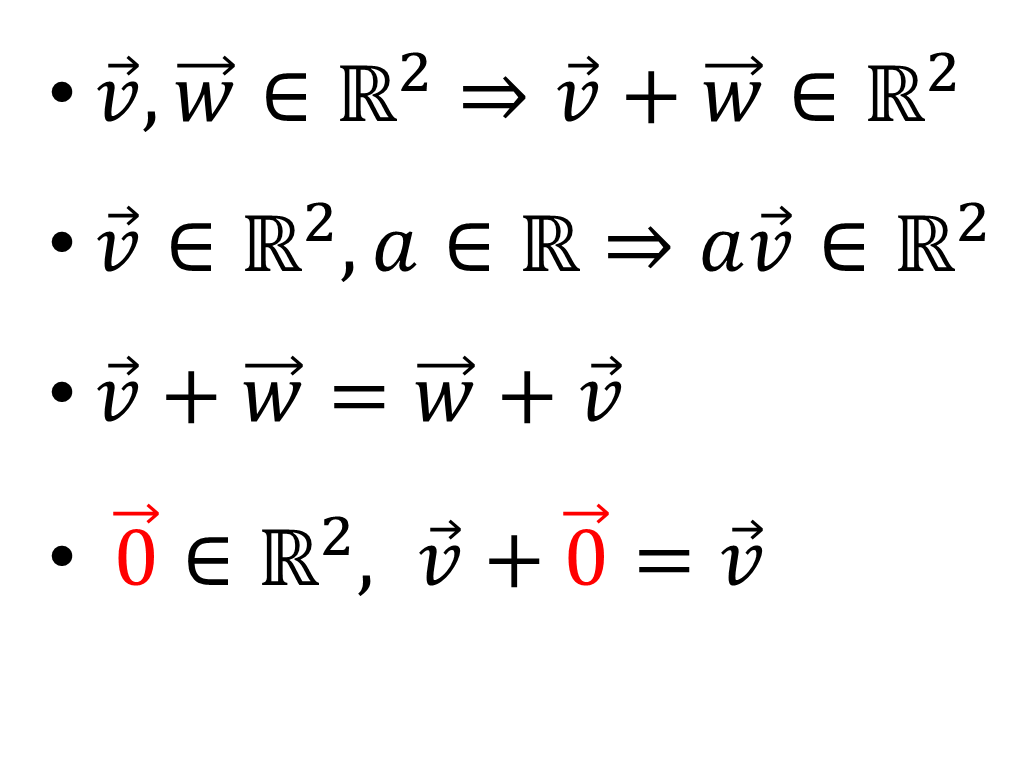 • v⃗, w⃗ ∈ ℝ² ⇒ v⃗ + w⃗ ∈ ℝ²
• v⃗ ∈ ℝ², a ∈ ℝ ⇒ av⃗ ∈ ℝ²
• v⃗ + w⃗ = w⃗ + v⃗
• 0⃗ ∈ ℝ², v⃗ + 0⃗ = v⃗